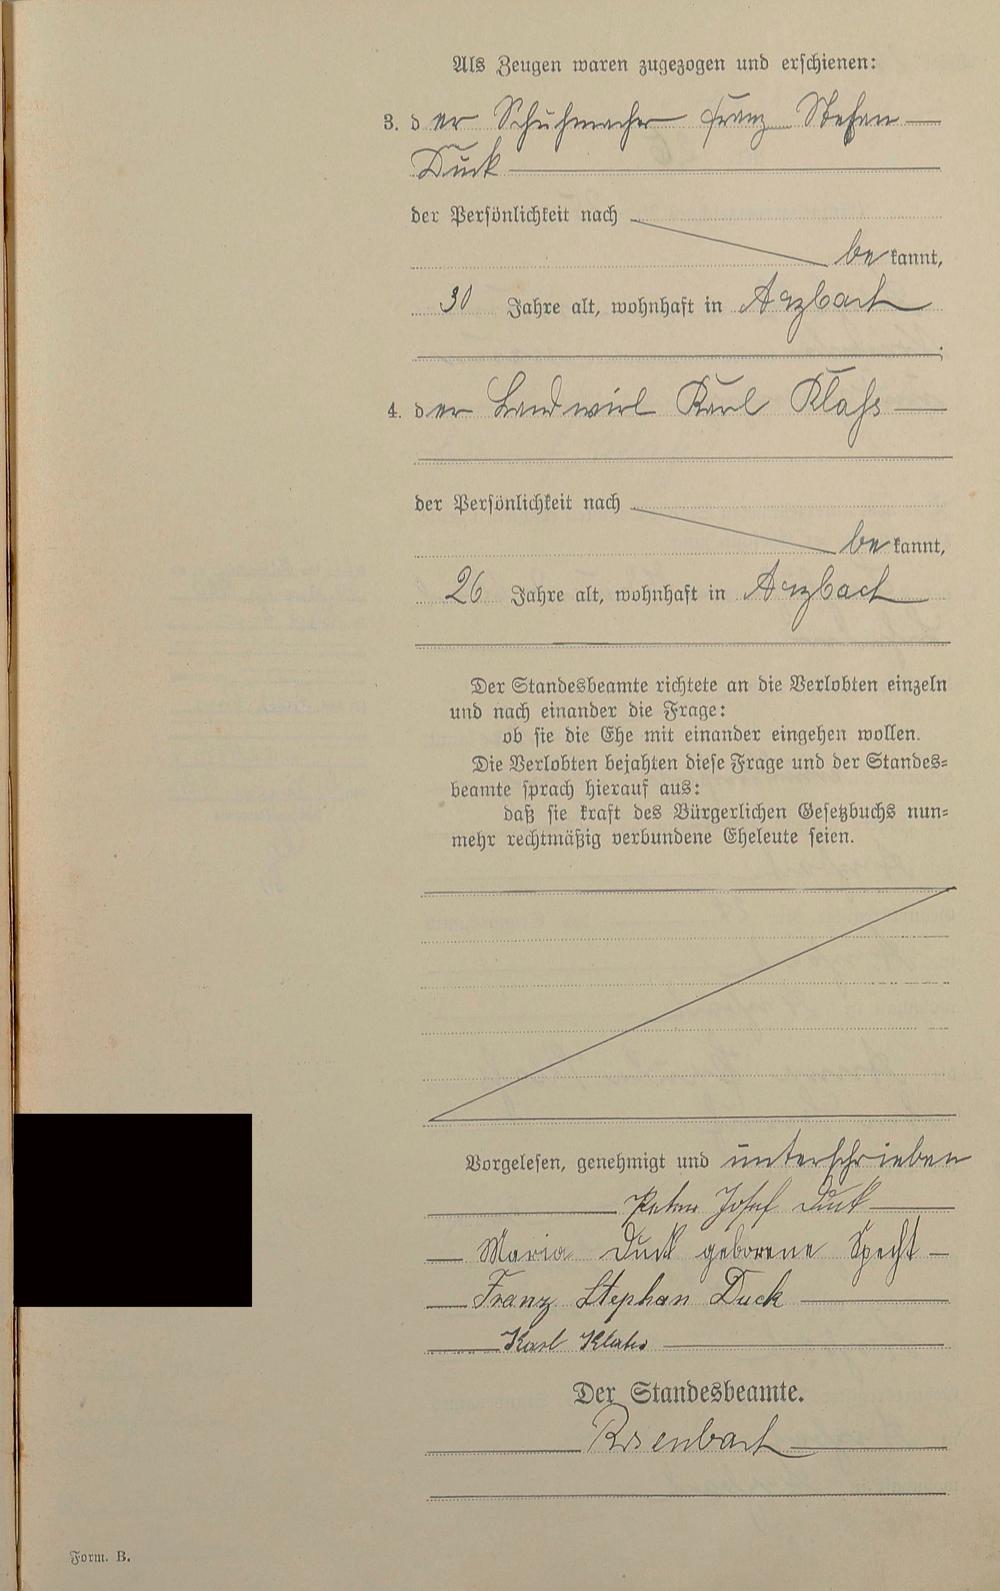 Als Zeugen waren zugezogen und erschienen:
3. der Schuhmacher Franz Stefan
Duck
der Persönlichkeit nach
bekannt,
30 Jahre alt, wohnhaft in Arzbach
;
4. der Landwirt Karl Klaß
der Persönlichkeit nach
bekannt,
26 Jahre alt, wohnhaft in Arzbach
Der Standesbeamte richtete an die Verlobten einzeln
und nach einander die Frage:
ob sie die Ehe mit einander eingehen wollen.
Die Verlobten bejahten diese Frage und der Standes=
beamte sprach hierauf aus:
daß sie kraft des Bürgerlichen Gesetzbuchs nun=
mehr rechtmäßig verbundene Eheleute seien.
Vorgelesen, genehmigt und unterschrieben
Peter Josef Duck
Maria Duck geborene Specht
Franz Stephan Duck
Karl
Der Standesbeamte.
Form. B.